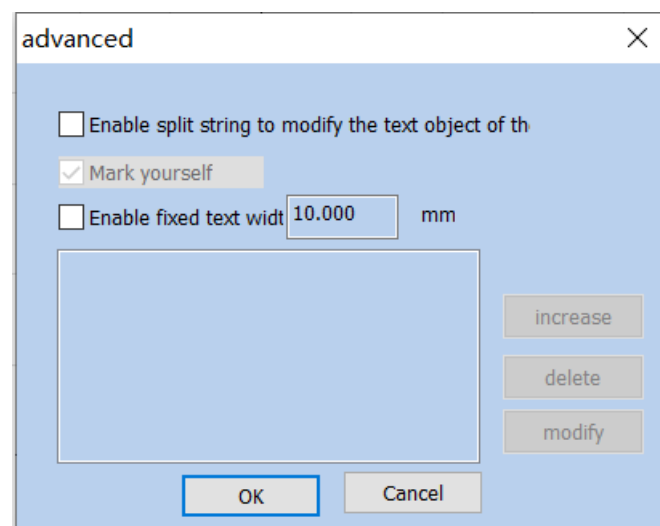 advanced
Enable split string to modify the text object of th
Mark yourself
Enable fixed text widt 10.000 mm
increase
delete
modify
OK Cancel